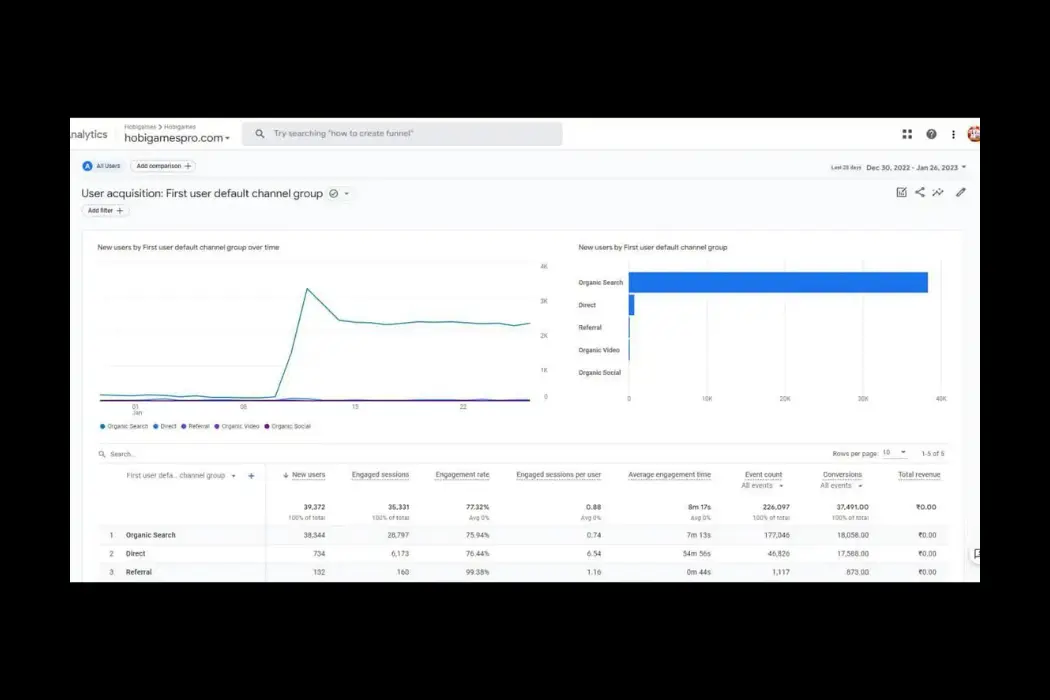 Hobigames > Hobigames
nalytics
hobigamespro.com
Try searching "how to create funnel"
A All Users
Add comparison +
Last 28 days Dec 30, 2022 - Jan 26, 2023
User acquisition: First user default channel group
Add filter +
New users by First user default channel group over time
4K
3K
2K
1K
0
01 08 15 22
Jan
Organic Search Direct Referral Organic Video Organic Social
New users by First user default channel group
Organic Search
Direct
Referral
Organic Video
Organic Social
0 10K 20K 30K 40K
Search...
Rows per page: 10 1-5 of 5
First user defa... channel group + ↓ New users Engaged sessions Engagement rate Engaged sessions per user Average engagement time Event count Conversions Total revenue
All events All events
39,372 35,331 77.32% 0.88 8m 17s 226,097 37,491.00 ₹0.00
100% of total 100% of total Avg 0% Avg 0% Avg 0% 100% of total 100% of total
1 Organic Search 38,344 28,797 75.94% 0.74 7m 13s 177,046 18,058.00 ₹0.00
2 Direct 734 6,173 76.44% 6.54 54m 56s 46,826 17,588.00 ₹0.00
3 Referral 132 160 99.38% 1.16 0m 44s 1,117 673.00 ₹0.00